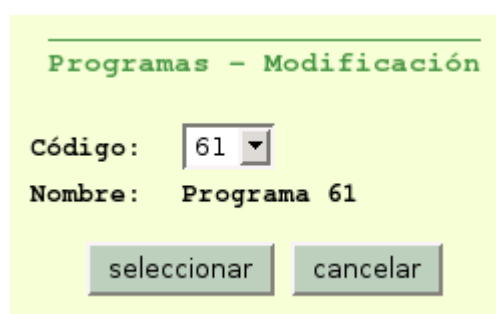 Programas - Modificación
Código: 61
Nombre: Programa 61
seleccionar cancelar